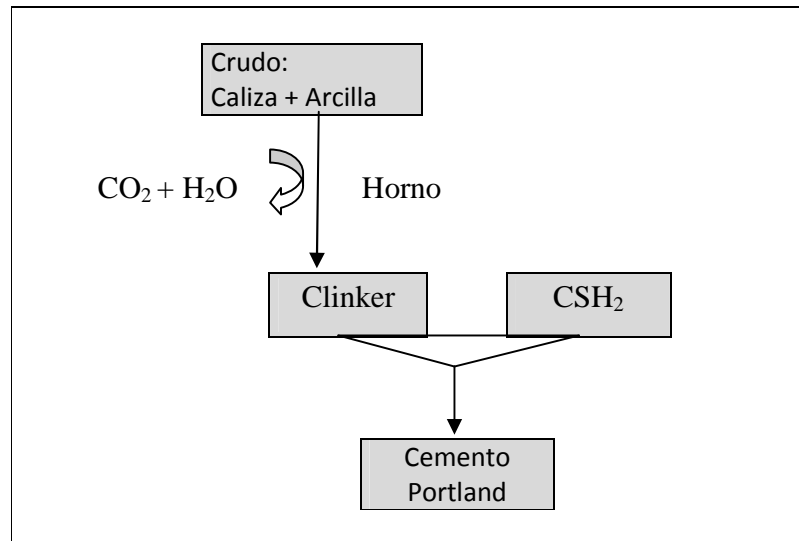 Crudo:
Caliza + Arcilla
CO₂ + H₂O
Horno
Clinker
CSH₂
Cemento
Portland